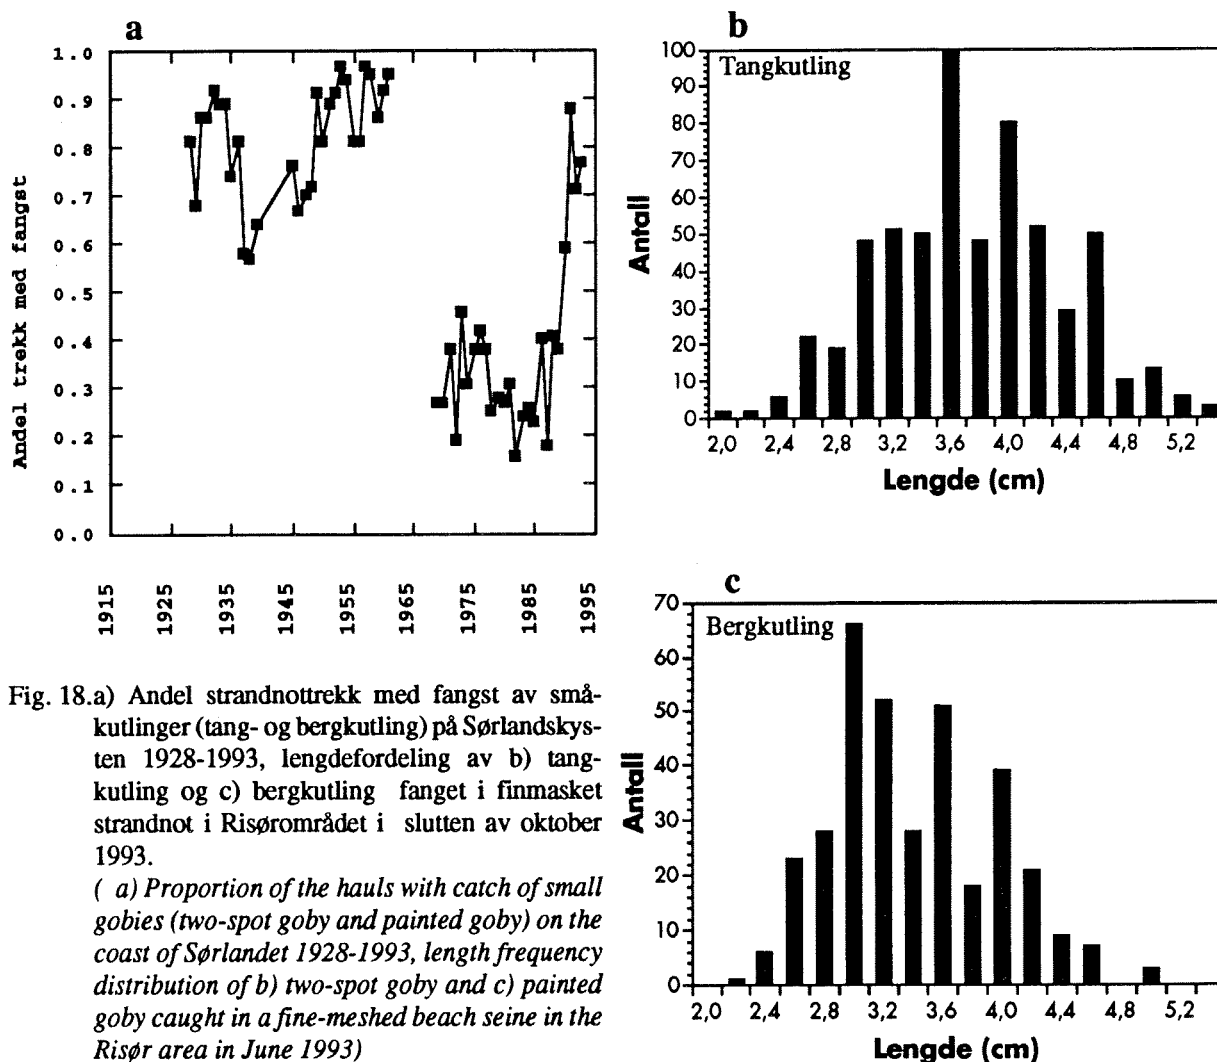 a
1.0
0.9
0.8
0.7
0.6
0.5
0.4
0.3
0.2
0.1
0.0
Andel trekk med fangst
1915
1925
1935
1945
1955
1965
1975
1985
1995
b
Tangkutling
100
90
80
70
60
50
40
30
20
10
0
Antall
2,0 2,4 2,8 3,2 3,6 4,0 4,4 4,8 5,2
Lengde (cm)
c
Bergkutling
70
60
50
40
30
20
10
0
Antall
2,0 2,4 2,8 3,2 3,6 4,0 4,4 4,8 5,2
Lengde (cm)
Fig. 18.a) Andel strandnottrekk med fangst av små-
kutlinger (tang- og bergkutling) på Sørlandskys-
ten 1928-1993, lengdefordeling av b) tang-
kutling og c) bergkutling fanget i finmasket
strandnot i Risørområdet i slutten av oktober
1993.
( a) Proportion of the hauls with catch of small
gobies (two-spot goby and painted goby) on the
coast of Sørlandet 1928-1993, length frequency
distribution of b) two-spot goby and c) painted
goby caught in a fine-meshed beach seine in the
Risør area in June 1993)